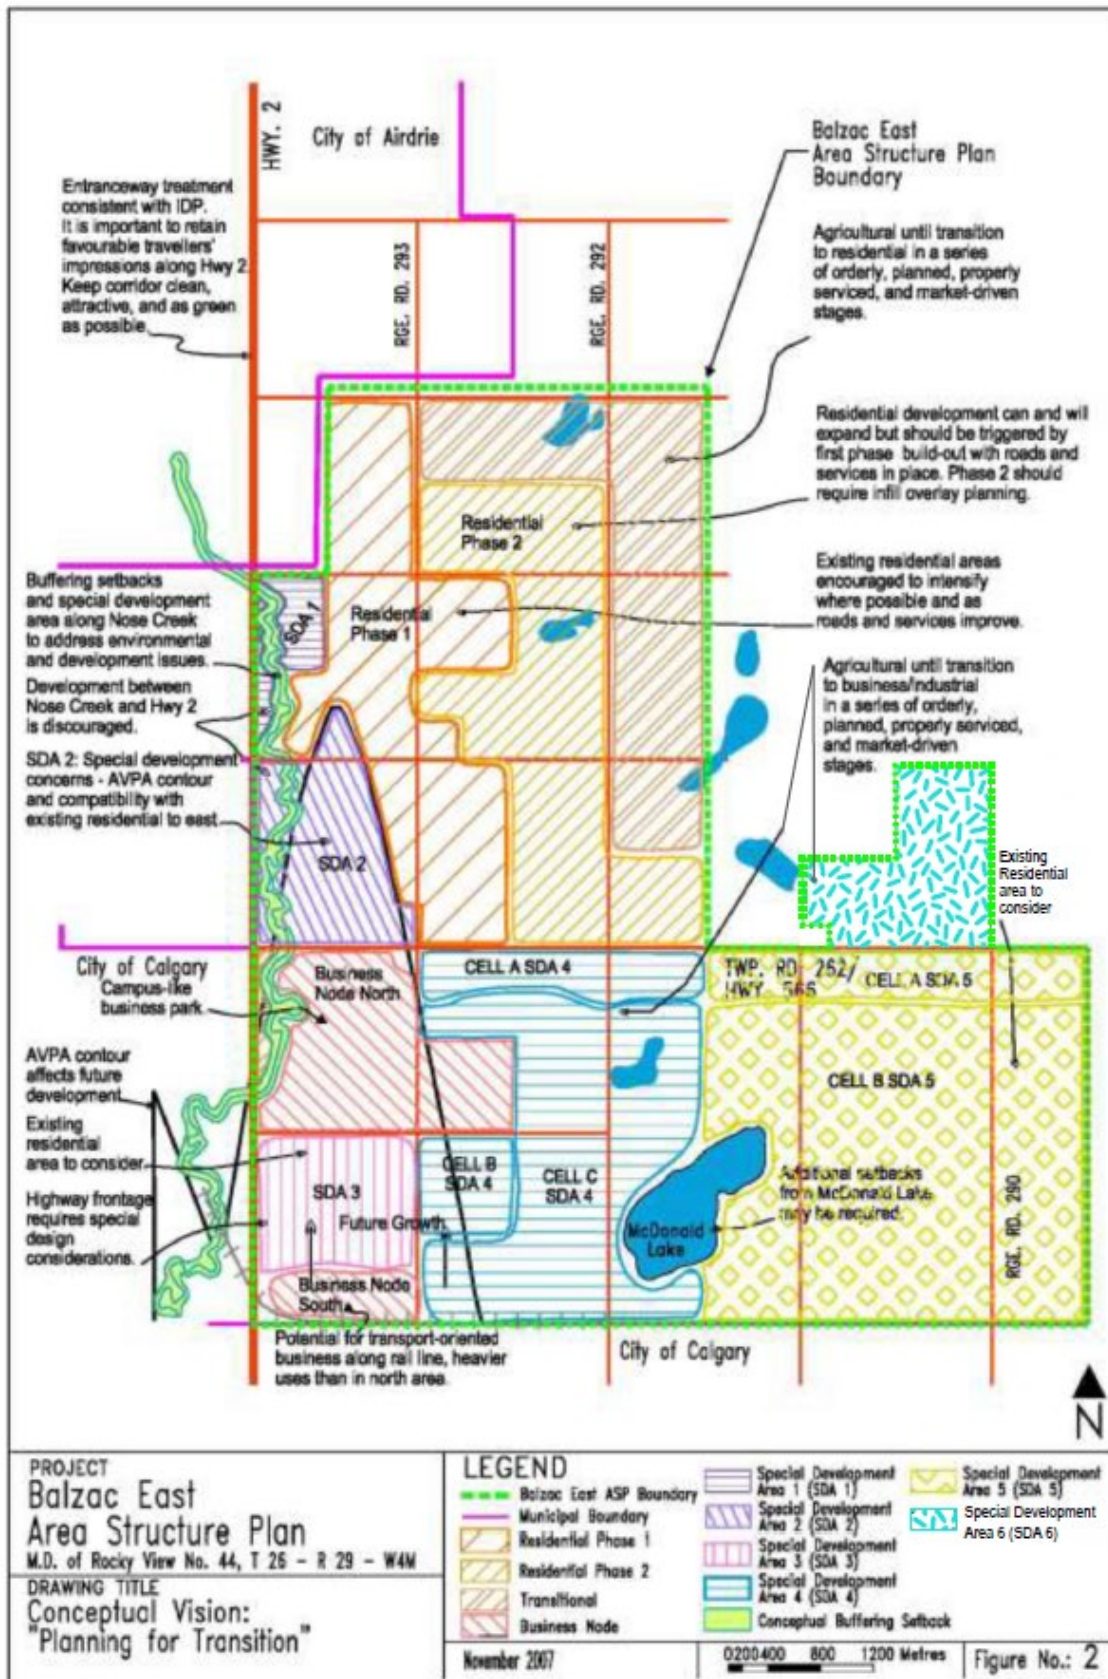 HWY. 2
City of Airdrie
Balzac East
Area Structure Plan
Boundary
Entranceway treatment
consistent with IDP.
It is important to retain
favourable travellers'
impressions along Hwy 2.
Keep corridor clean,
attractive, and as green
as possible.
RGE. RD. 293
RGE. RD. 292
Agricultural until transition
to residential in a series
of orderly, planned, properly
serviced, and market-driven
stages.
Residential development can and will
expand but should be triggered by
first phase build-out with roads and
services in place. Phase 2 should
require infill overlay planning.
Residential
Phase 2
Existing residential areas
encouraged to intensify
where possible and as
roads and services improve.
Buffering setbacks
and special development
area along Nose Creek
to address environmental
and development issues.
SDA 1
Residential
Phase 1
Development between
Nose Creek and Hwy 2
is discouraged.
Agricultural until transition
to business/industrial
in a series of orderly,
planned, properly serviced,
and market-driven
stages.
SDA 2: Special development
concerns - AVPA contour
and compatibility with
existing residential to east
SDA 2
Existing
Residential
area to
consider
City of Calgary
Campus-like
business park
Business
Node North
CELL A SDA 4
TWP. RD. 262/
HWY. 566
CELL A SDA 5
AVPA contour
affects future
development
CELL B SDA 5
Existing
residential
area to consider
SDA 3
CELL B
SDA 4
CELL C
SDA 4
Additional setbacks
from McDonald Lake
may be required.
Highway frontage
requires special
design
considerations.
Future Growth
McDonald
Lake
RGE. RD. 290
Business Node
South
Potential for transport-oriented
business along rail line, heavier
uses than in north area.
City of Calgary
N
PROJECT
Balzac East
Area Structure Plan
M.D. of Rocky View No. 44, T 26 - R 29 - W4M
DRAWING TITLE
Conceptual Vision:
"Planning for Transition"
LEGEND
Balzac East ASP Boundary
Municipal Boundary
Residential Phase 1
Residential Phase 2
Transitional
Business Node
Special Development
Area 1 (SDA 1)
Special Development
Area 2 (SDA 2)
Special Development
Area 3 (SDA 3)
Special Development
Area 4 (SDA 4)
Conceptual Buffering Setback
Special Development
Area 5 (SDA 5)
Special Development
Area 6 (SDA 6)
November 2007
0200400 800 1200 Metres
Figure No.: 2